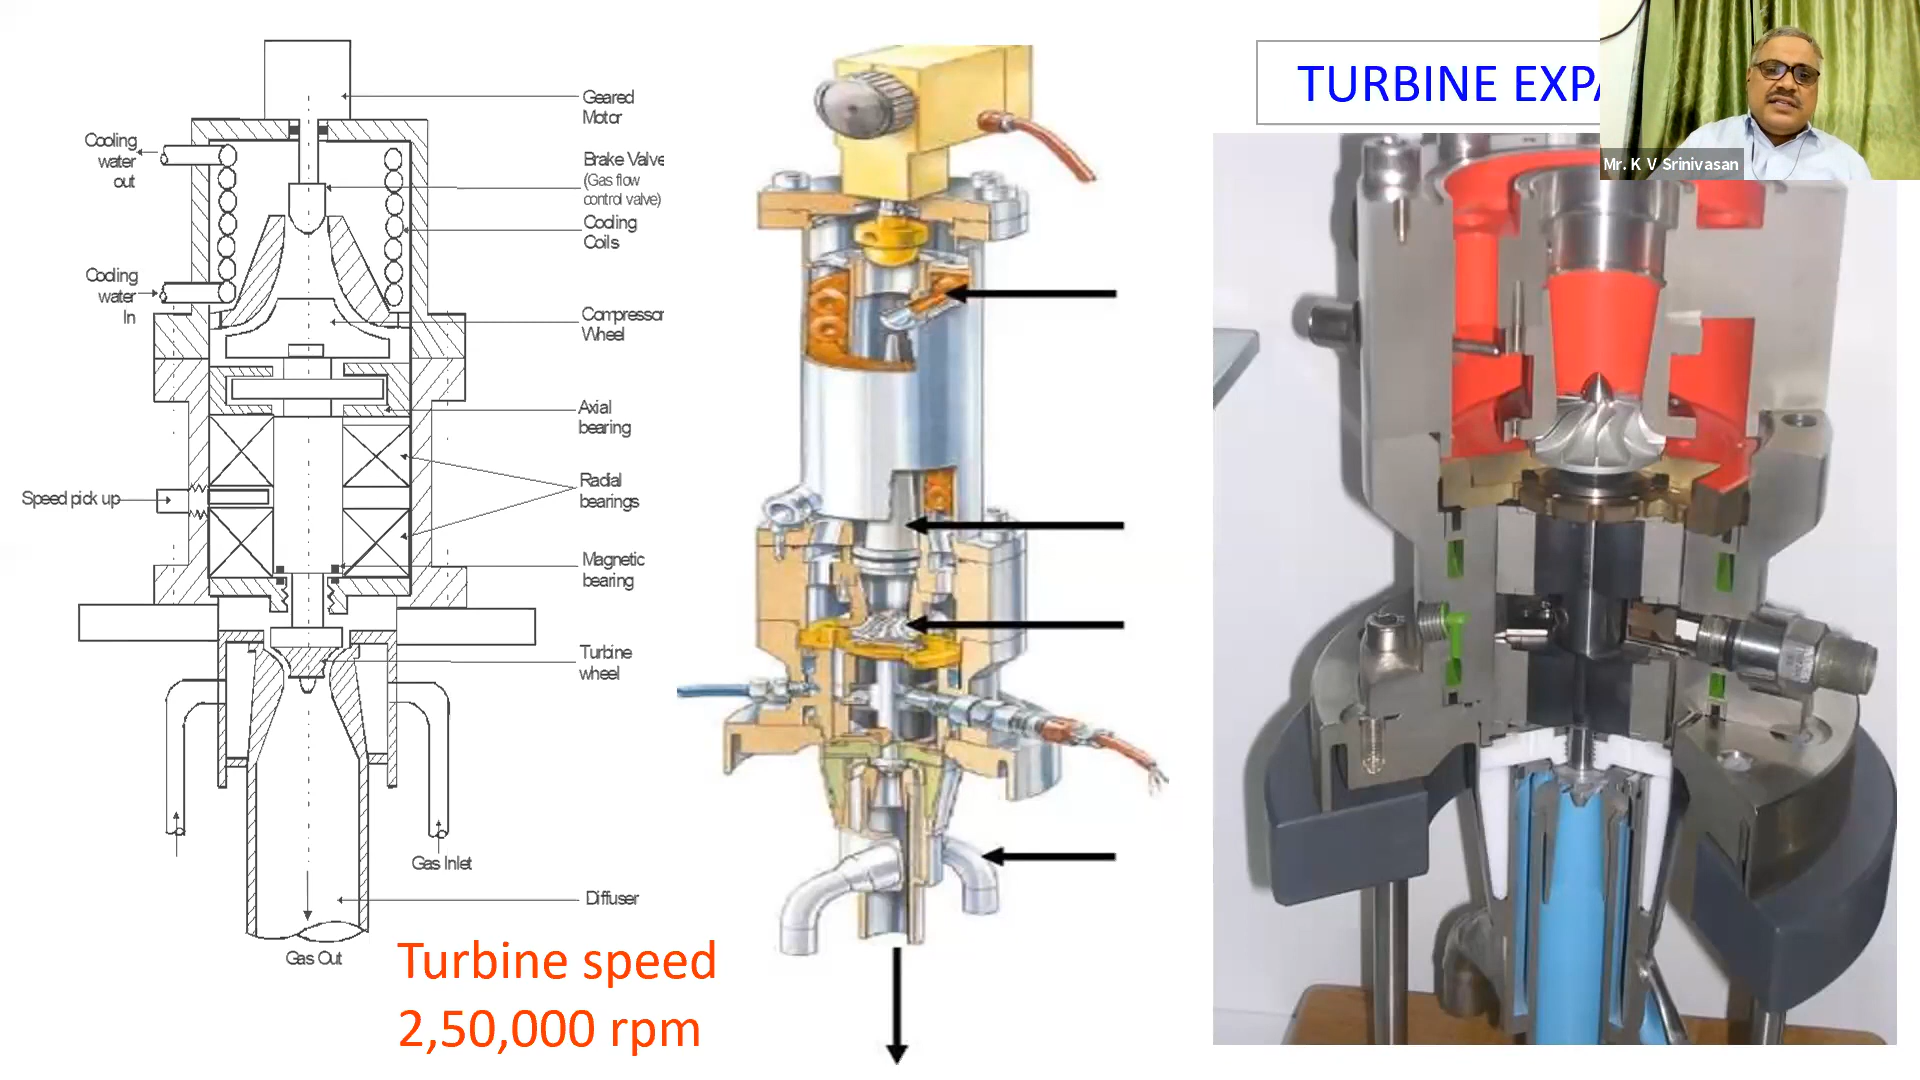 TURBINE EXPA
Mr. K V Srinivasan
Geared
Motor
Cooling
water
out
Brake Valve
(Gas flow
control valve)
Cooling
Coils
Cooling
water
In
Compressor
Wheel
Axial
bearing
Speed pick up
Radial
bearings
Magnetic
bearing
Turbine
wheel
Gas Inlet
Diffuser
Gas Out
Turbine speed
2,50,000 rpm